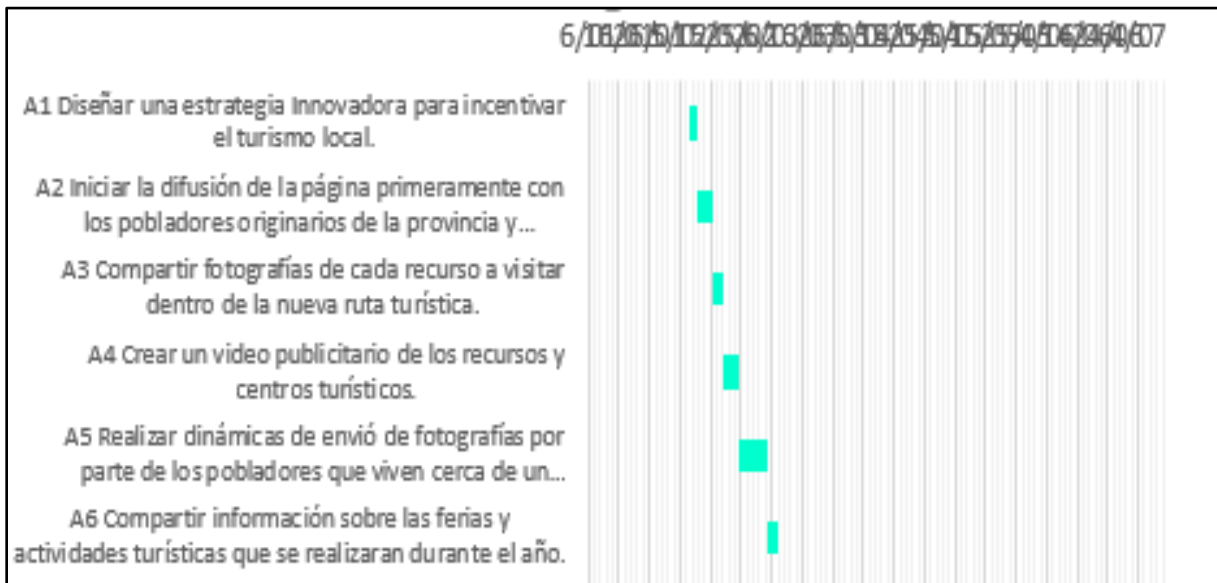 A1 Diseñar una estrategia Innovadora para incentivar
el turismo local.
A2 Iniciar la difusión de la página primeramente con
los pobladores originarios de la provincia y...
A3 Compartir fotografías de cada recurso a visitar
dentro de la nueva ruta turística.
A4 Crear un video publicitario de los recursos y
centros turísticos.
A5 Realizar dinámicas de envió de fotografías por
parte de los pobladores que viven cerca de un...
A6 Compartir información sobre las ferias y
actividades turísticas que se realizaran durante el año.